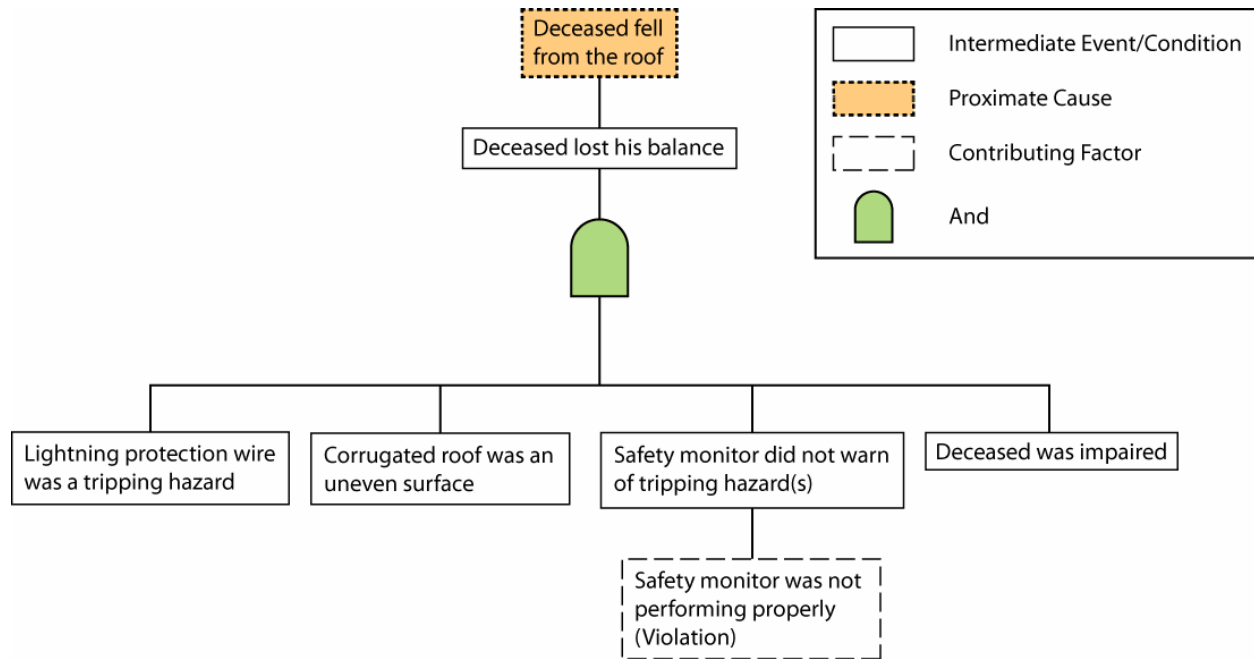 Deceased fell
from the roof
Deceased lost his balance
Intermediate Event/Condition
Proximate Cause
Contributing Factor
And
Lightning protection wire
was a tripping hazard
Corrugated roof was an
uneven surface
Safety monitor did not warn
of tripping hazard(s)
Deceased was impaired
Safety monitor was not
performing properly
(Violation)